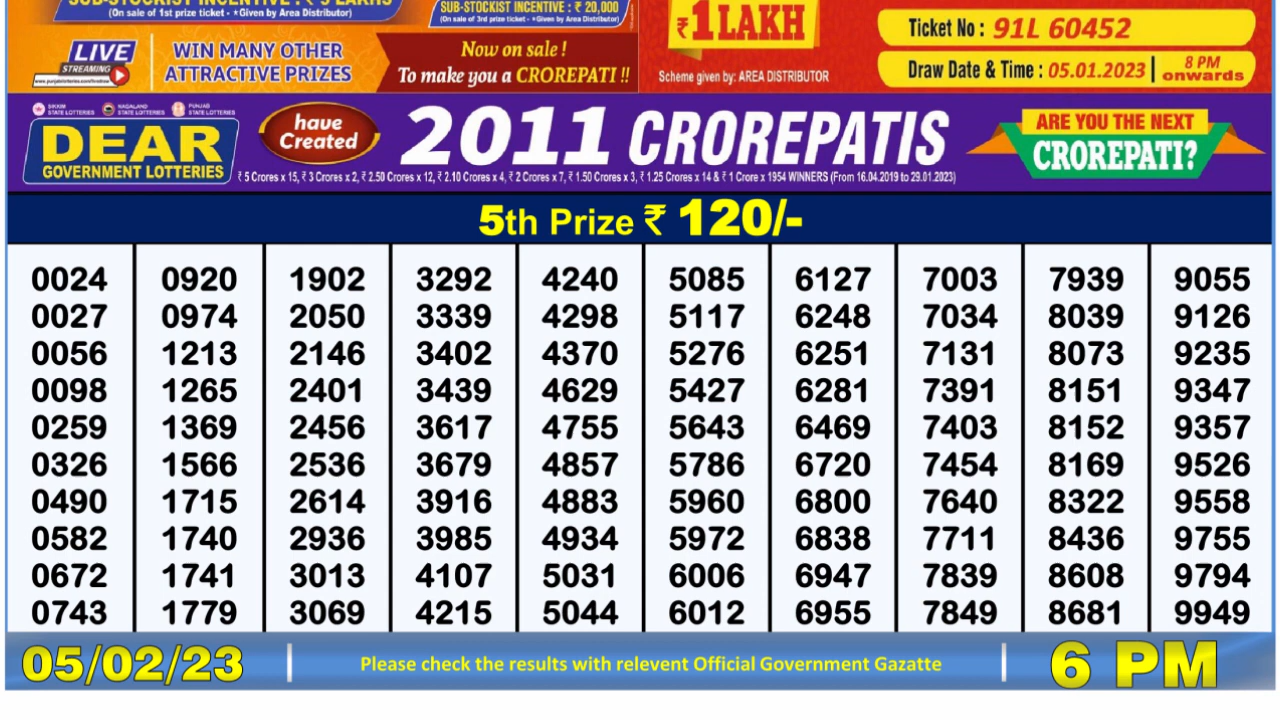 SUB-STOCKIST INCENTIVE : ₹ 5 LAKHS
(On sale of 1st prize ticket - *Given by Area Distributor)
SUB-STOCKIST INCENTIVE : ₹ 20,000
(On sale of 3rd prize ticket - *Given by Area Distributor)
LIVE
STREAMING
WIN MANY OTHER
ATTRACTIVE PRIZES
Now on sale !
To make you a CROREPATI !!
₹1 LAKH
Scheme given by: AREA DISTRIBUTOR
Ticket No : 91L 60452
Draw Date & Time : 05.01.2023 | 8 PM onwards
SIKKIM STATE LOTTERIES NAGALAND STATE LOTTERIES PUNJAB STATE LOTTERIES
DEAR
GOVERNMENT LOTTERIES
have
Created
2011 CROREPATIS
₹ 5 Crores x 15, ₹ 3 Crores x 2, ₹ 2.50 Crores x 12, ₹ 2.10 Crores x 4, ₹ 2 Crores x 7, ₹ 1.50 Crores x 3, ₹ 1.25 Crores x 14 & ₹ 1 Crore x 1954 WINNERS (From 16.04.2019 to 29.01.2023)
ARE YOU THE NEXT
CROREPATI?
5th Prize ₹ 120/-
0024 0920 1902 3292 4240 5085 6127 7003 7939 9055
0027 0974 2050 3339 4298 5117 6248 7034 8039 9126
0056 1213 2146 3402 4370 5276 6251 7131 8073 9235
0098 1265 2401 3439 4629 5427 6281 7391 8151 9347
0259 1369 2456 3617 4755 5643 6469 7403 8152 9357
0326 1566 2536 3679 4857 5786 6720 7454 8169 9526
0490 1715 2614 3916 4883 5960 6800 7640 8322 9558
0582 1740 2936 3985 4934 5972 6838 7711 8436 9755
0672 1741 3013 4107 5031 6006 6947 7839 8608 9794
0743 1779 3069 4215 5044 6012 6955 7849 8681 9949
05/02/23 | Please check the results with relevent Official Government Gazatte | 6 PM